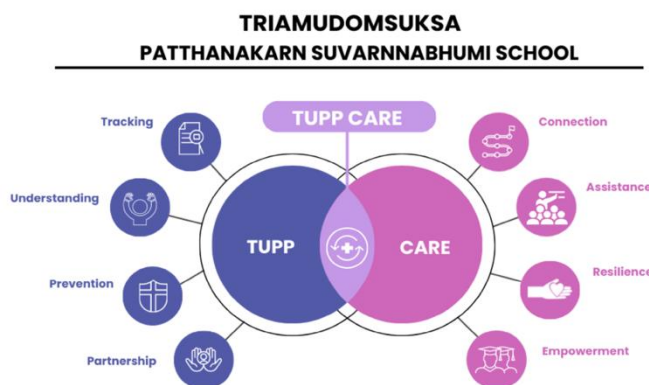 TRIAMUDOMSUKSA
PATTHANAKARN SUVARNNABHUMI SCHOOL
TUPP CARE
Tracking
Understanding
Prevention
Partnership
TUPP
CARE
Connection
Assistance
Resilience
Empowerment